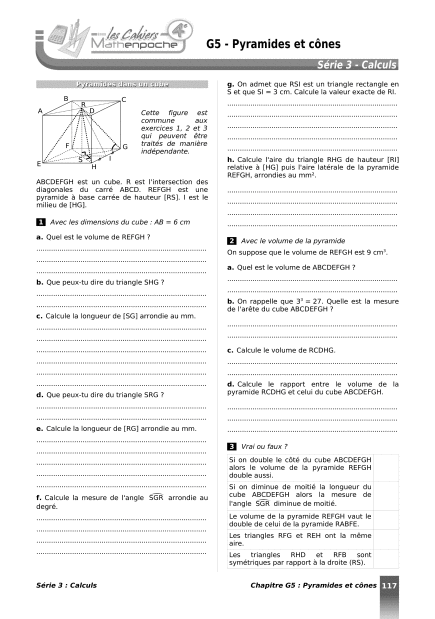 les Cahiers
Mathenpoche
4e
G5 - Pyramides et cônes
Série 3 - Calculs
Pyramides dans un cube
A B C D R E F G H S I
Cette figure est
commune aux
exercices 1, 2 et 3
qui peuvent être
traités de manière
indépendante.
ABCDEFGH est un cube. R est l'intersection des
diagonales du carré ABCD. REFGH est une
pyramide à base carrée de hauteur [RS]. I est le
milieu de [HG].
1 Avec les dimensions du cube : AB = 6 cm
a. Quel est le volume de REFGH ?
b. Que peux-tu dire du triangle SHG ?
c. Calcule la longueur de [SG] arrondie au mm.
d. Que peux-tu dire du triangle SRG ?
e. Calcule la longueur de [RG] arrondie au mm.
f. Calcule la mesure de l'angle SGR arrondie au
degré.
g. On admet que RSI est un triangle rectangle en
S et que SI = 3 cm. Calcule la valeur exacte de RI.
h. Calcule l'aire du triangle RHG de hauteur [RI]
relative à [HG] puis l'aire latérale de la pyramide
REFGH, arrondies au mm².
2 Avec le volume de la pyramide
On suppose que le volume de REFGH est 9 cm³.
a. Quel est le volume de ABCDEFGH ?
b. On rappelle que 3³ = 27. Quelle est la mesure
de l'arête du cube ABCDEFGH ?
c. Calcule le volume de RCDHG.
d. Calcule le rapport entre le volume de la
pyramide RCDHG et celui du cube ABCDEFGH.
3 Vrai ou faux ?
Si on double le côté du cube ABCDEFGH
alors le volume de la pyramide REFGH
double aussi.
Si on diminue de moitié la longueur du
cube ABCDEFGH alors la mesure de
l'angle SGR diminue de moitié.
Le volume de la pyramide REFGH vaut le
double de celui de la pyramide RABFE.
Les triangles RFG et REH ont la même
aire.
Les triangles RHD et RFB sont
symétriques par rapport à la droite (RS).
Série 3 : Calculs
Chapitre G5 : Pyramides et cônes 117